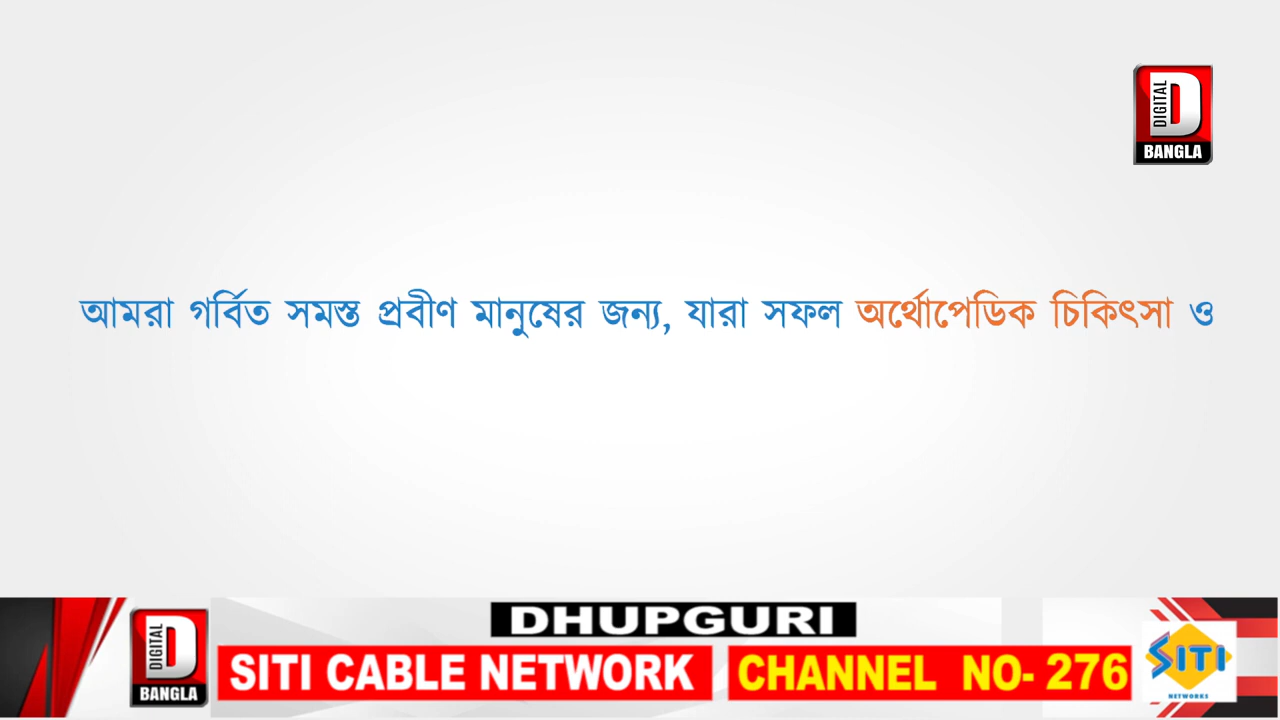 DIGITAL
D
BANGLA
আমরা গর্বিত সমস্ত প্রবীণ মানুষের জন্য, যারা সফল অর্থোপেডিক চিকিৎসা ও
DHUPGURI
DIGITAL
D
BANGLA
SITI CABLE NETWORK
CHANNEL NO- 276
SITI
NETWORKS